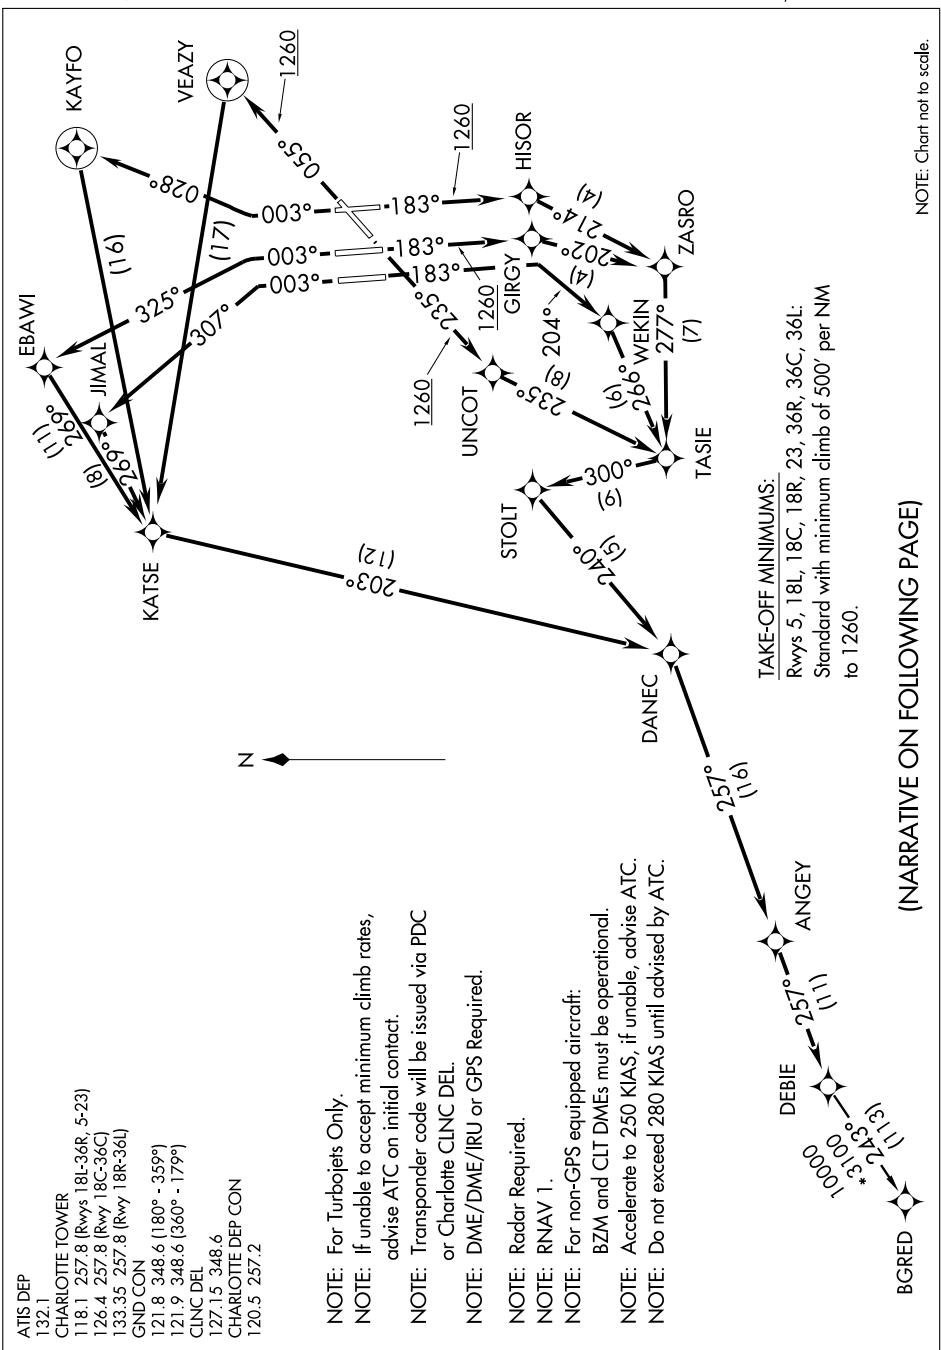 ATIS DEP
132.1
CHARLOTTE TOWER
118.1 257.8 (Rwys 18L-36R, 5-23)
126.4 257.8 (Rwy 18C-36C)
133.35 257.8 (Rwy 18R-36L)
GND CON
121.8 348.6 (180° - 359°)
121.9 348.6 (360° - 179°)
CLNC DEL
127.15 348.6
CHARLOTTE DEP CON
120.5 257.2
NOTE: For Turbojets Only.
NOTE: If unable to accept minimum climb rates,
advise ATC on initial contact.
NOTE: Transponder code will be issued via PDC
or Charlotte CLNC DEL.
NOTE: DME/DME/IRU or GPS Required.
NOTE: Radar Required.
NOTE: RNAV 1.
NOTE: For non-GPS equipped aircraft:
BZM and CLT DMEs must be operational.
NOTE: Accelerate to 250 KIAS, if unable, advise ATC.
NOTE: Do not exceed 280 KIAS until advised by ATC.
N
KAYFO
VEAZY
1260
EBAWI
JIMAL
KATSE
(16)
(17)
028°
055°
003°
003°
003°
325°
307°
269°
(11)
269°
(8)
183°
183°
183°
1260
1260
1260
235°
HISOR
GIRGY
214°
(4)
202°
(4)
204°
ZASRO
WEKIN
277°
(7)
266°
(6)
UNCOT
235°
(8)
TASIE
300°
(9)
STOLT
240°
(5)
203°
(12)
DANEC
257°
(16)
ANGEY
257°
(11)
DEBIE
10000
*3100
243°
(113)
BGRED
TAKE-OFF MINIMUMS:
Rwys 5, 18L, 18C, 18R, 23, 36R, 36C, 36L:
Standard with minimum climb of 500' per NM
to 1260.
(NARRATIVE ON FOLLOWING PAGE)
NOTE: Chart not to scale.